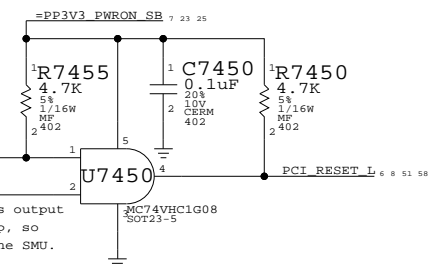 =PP3V3_PWRON_SB 7 23 25
1 R7455
4.7K
5%
1/16W
MF
2 402
1 C7450
0.1uF
20%
10V
2 CERM
402
1 R7450
4.7K
5%
1/16W
MF
2 402
5
1
U7450
4
2
PCI_RESET_L 6 8 51 58
3
MC74VHC1G08
SOT23-5
s output
p, so
ne SMU.